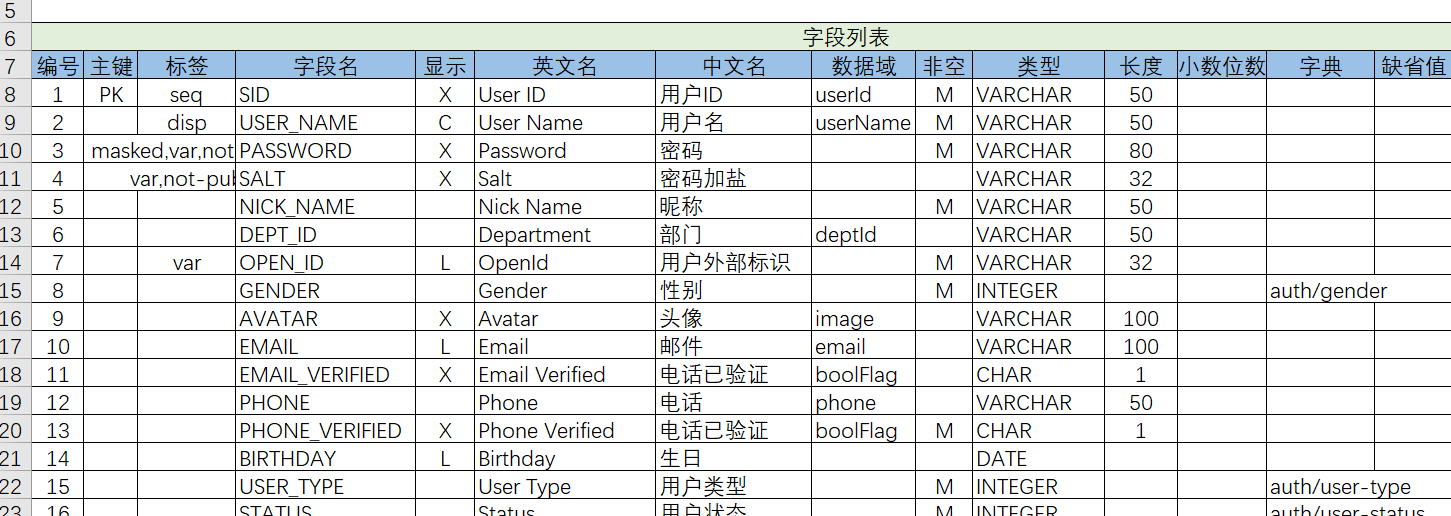 5
6 字段列表
7 编号 主键 标签 字段名 显示 英文名 中文名 数据域 非空 类型 长度 小数位数 字典 缺省值
8 1 PK seq SID X User ID 用户ID userId M VARCHAR 50
9 2 disp USER_NAME C User Name 用户名 userName M VARCHAR 50
10 3 masked,var,not PASSWORD X Password 密码 M VARCHAR 80
11 4 var,not-pub SALT X Salt 密码加盐 VARCHAR 32
12 5 NICK_NAME Nick Name 昵称 M VARCHAR 50
13 6 DEPT_ID Department 部门 deptId VARCHAR 50
14 7 var OPEN_ID L OpenId 用户外部标识 M VARCHAR 32
15 8 GENDER Gender 性别 M INTEGER auth/gender
16 9 AVATAR X Avatar 头像 image VARCHAR 100
17 10 EMAIL L Email 邮件 email VARCHAR 100
18 11 EMAIL_VERIFIED X Email Verified 电话已验证 boolFlag CHAR 1
19 12 PHONE Phone 电话 phone VARCHAR 50
20 13 PHONE_VERIFIED X Phone Verified 电话已验证 boolFlag M CHAR 1
21 14 BIRTHDAY L Birthday 生日 DATE
22 15 USER_TYPE User Type 用户类型 M INTEGER auth/user-type
23 16 STATUS Status 用户状态 M INTEGER auth/user-status